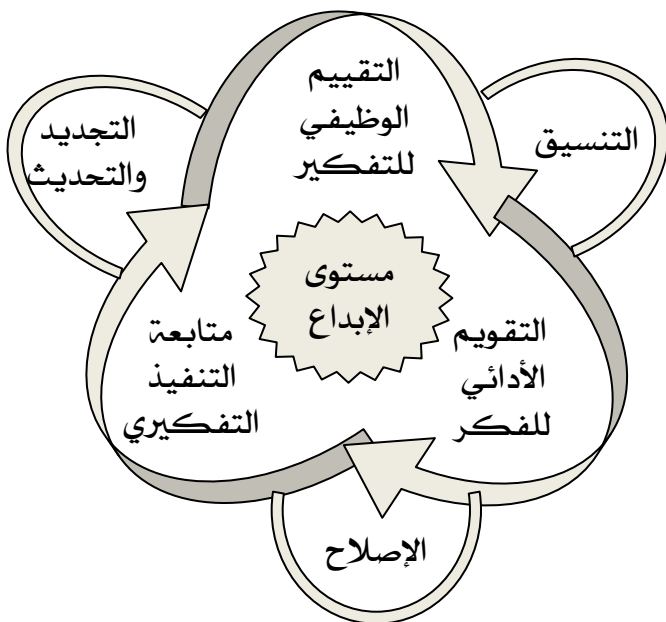 التقييم
الوظيفي
للتفكير
التنسيق
التجديد
والتحديث
مستوى
الإبداع
التقويم
الأدائي
للفكر
متابعة
التنفيذ
التفكيري
الإصلاح